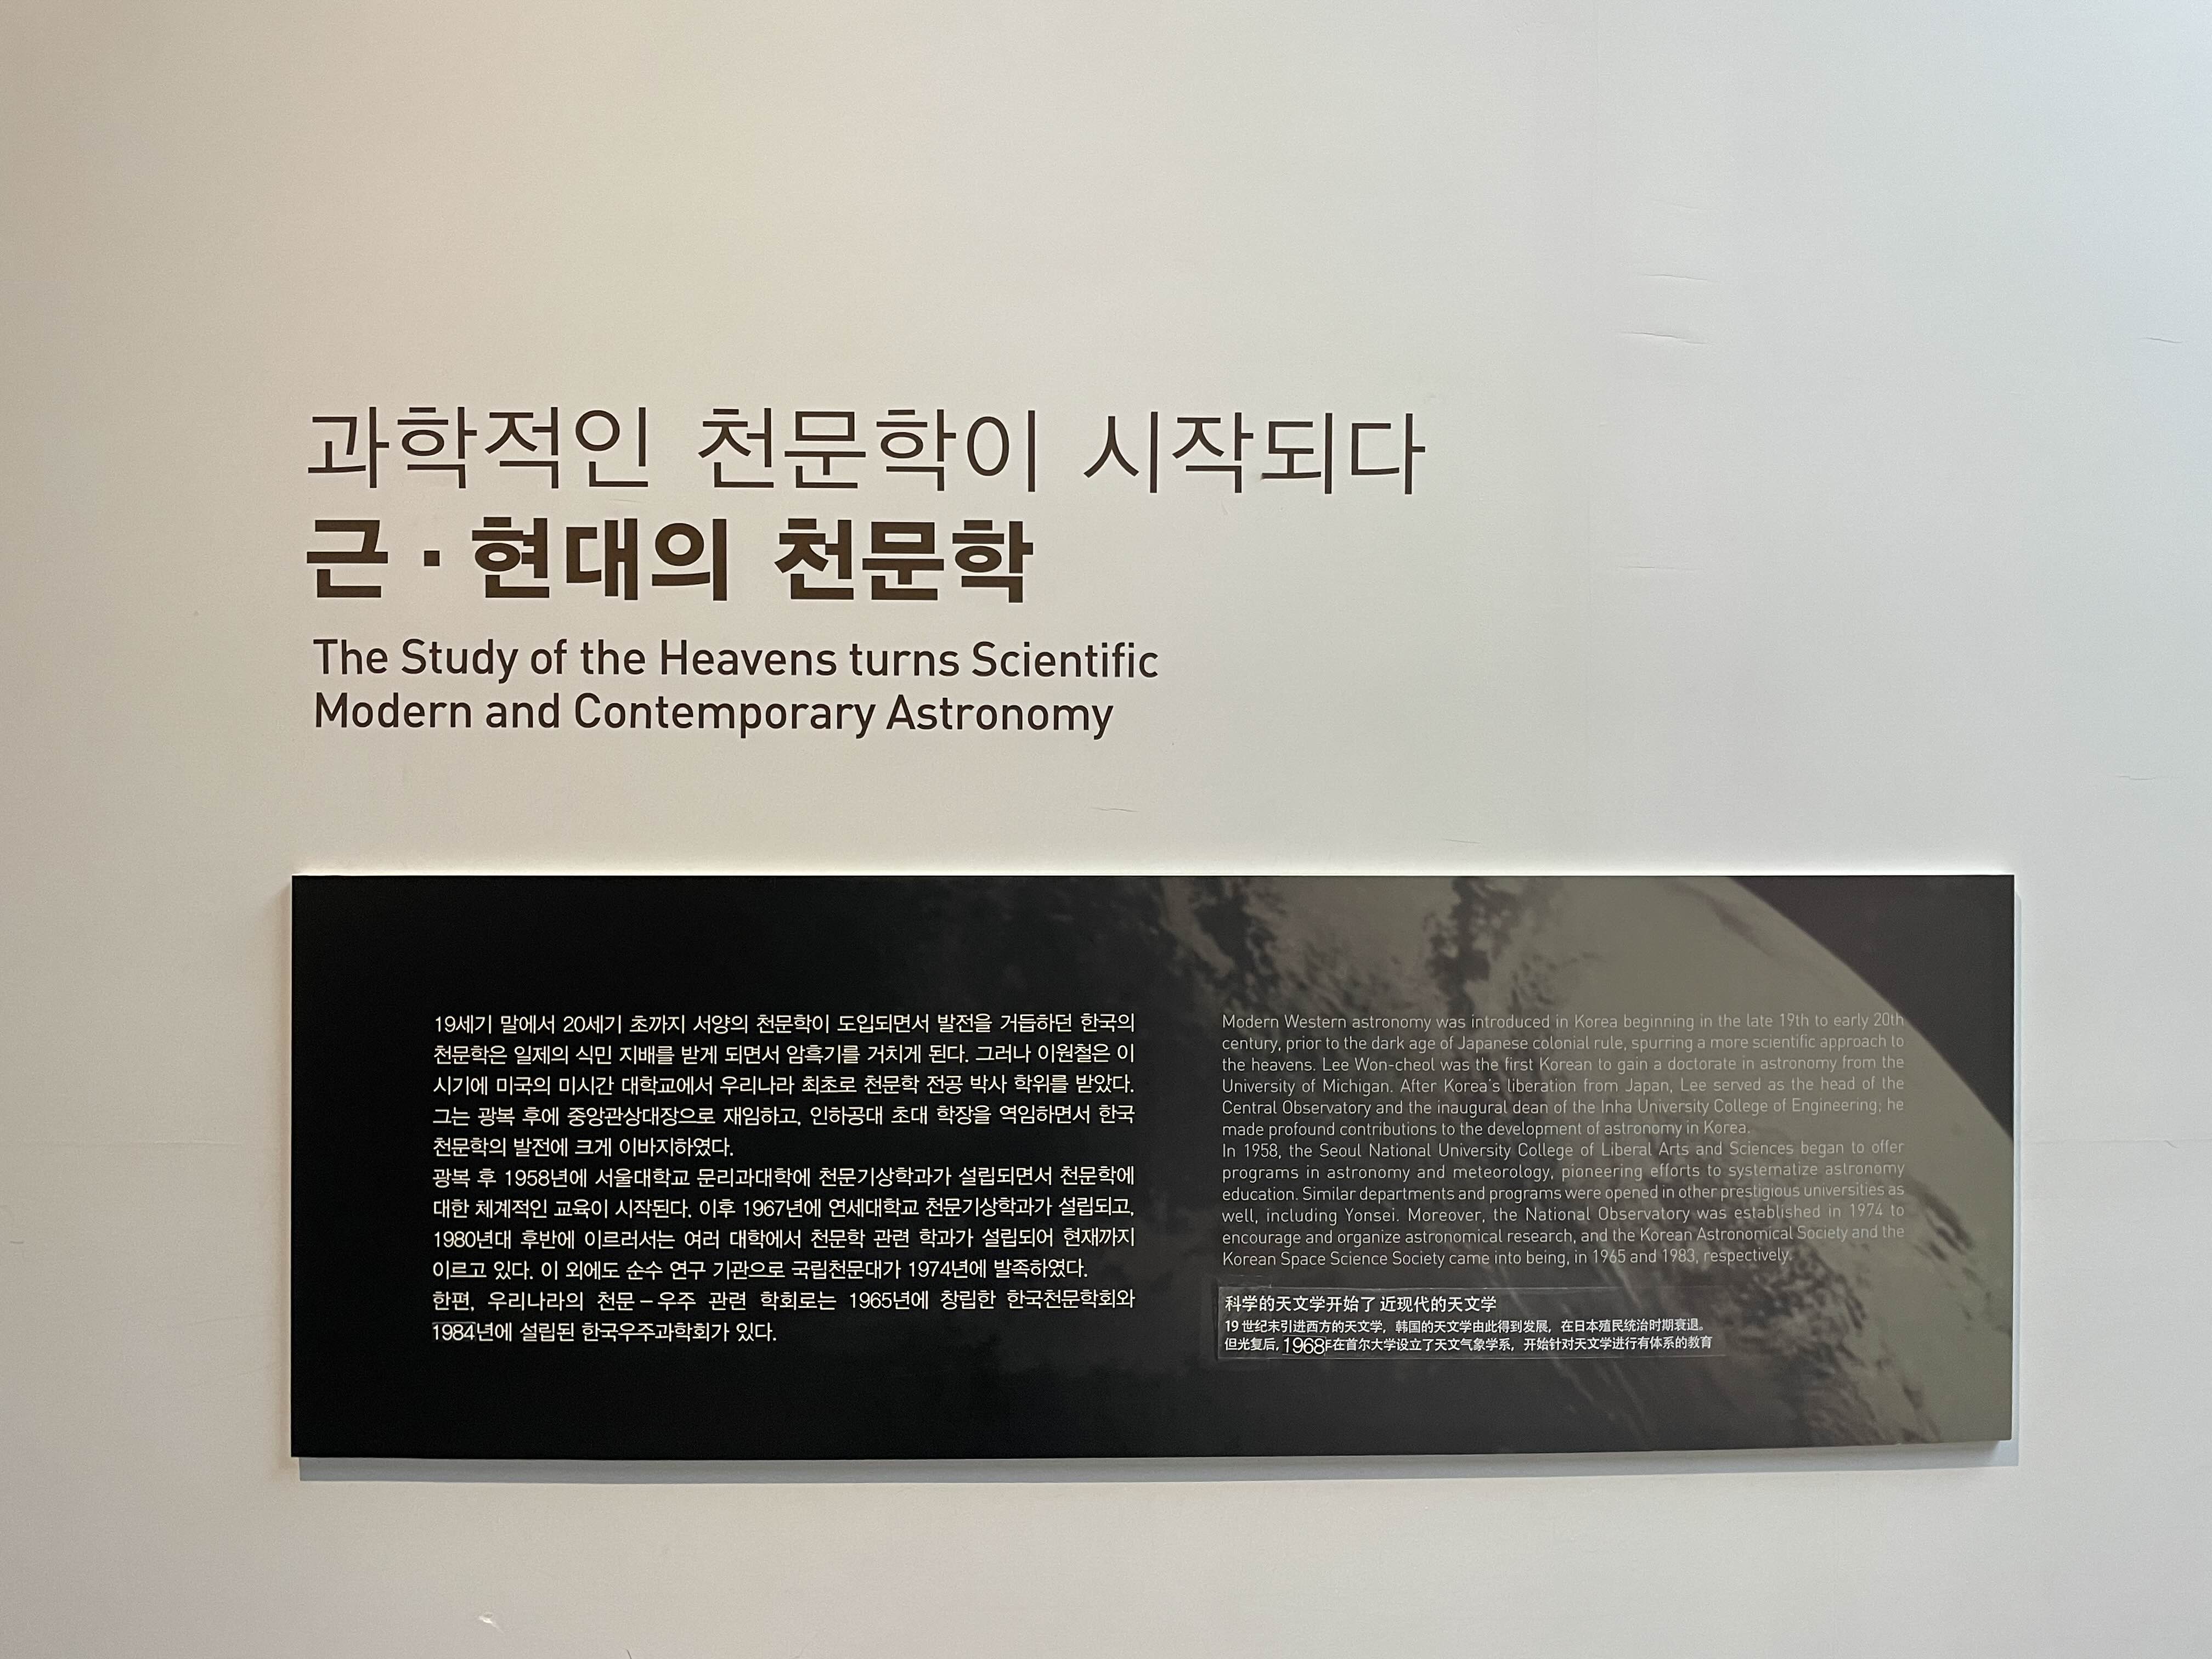 과학적인 천문학이 시작되다
근·현대의 천문학
The Study of the Heavens turns Scientific
Modern and Contemporary Astronomy
19세기 말에서 20세기 초까지 서양의 천문학이 도입되면서 발전을 거듭하던 한국의
천문학은 일제의 식민 지배를 받게 되면서 암흑기를 거치게 된다. 그러나 이원철은 이
시기에 미국의 미시간 대학교에서 우리나라 최초로 천문학 전공 박사 학위를 받았다.
그는 광복 후에 중앙관상대장으로 재임하고, 인하공대 초대 학장을 역임하면서 한국
천문학의 발전에 크게 이바지하였다.
광복 후 1958년에 서울대학교 문리과대학에 천문기상학과가 설립되면서 천문학에
대한 체계적인 교육이 시작된다. 이후 1967년에 연세대학교 천문기상학과가 설립되고,
1980년대 후반에 이르러서는 여러 대학에서 천문학 관련 학과가 설립되어 현재까지
이르고 있다. 이 외에도 순수 연구 기관으로 국립천문대가 1974년에 발족하였다.
한편, 우리나라의 천문-우주 관련 학회로는 1965년에 창립한 한국천문학회와
1984년에 설립된 한국우주과학회가 있다.
Modern Western astronomy was introduced in Korea beginning in the late 19th to early 20th
century, prior to the dark age of Japanese colonial rule, spurring a more scientific approach to
the heavens. Lee Won-cheol was the first Korean to gain a doctorate in astronomy from the
University of Michigan. After Korea's liberation from Japan, Lee served as the head of the
Central Observatory and the inaugural dean of the Inha University College of Engineering; he
made profound contributions to the development of astronomy in Korea.
In 1958, the Seoul National University College of Liberal Arts and Sciences began to offer
programs in astronomy and meteorology, pioneering efforts to systematize astronomy
education. Similar departments and programs were opened in other prestigious universities as
well, including Yonsei. Moreover, the National Observatory was established in 1974 to
encourage and organize astronomical research, and the Korean Astronomical Society and the
Korean Space Science Society came into being, in 1965 and 1983, respectively.
科学的天文学开始了 近现代的天文学
19世纪末引进西方的天文学，韩国的天文学由此得到发展，在日本殖民统治时期衰退。
但光复后，1968年在首尔大学设立了天文气象学系，开始针对天文学进行有体系的教育